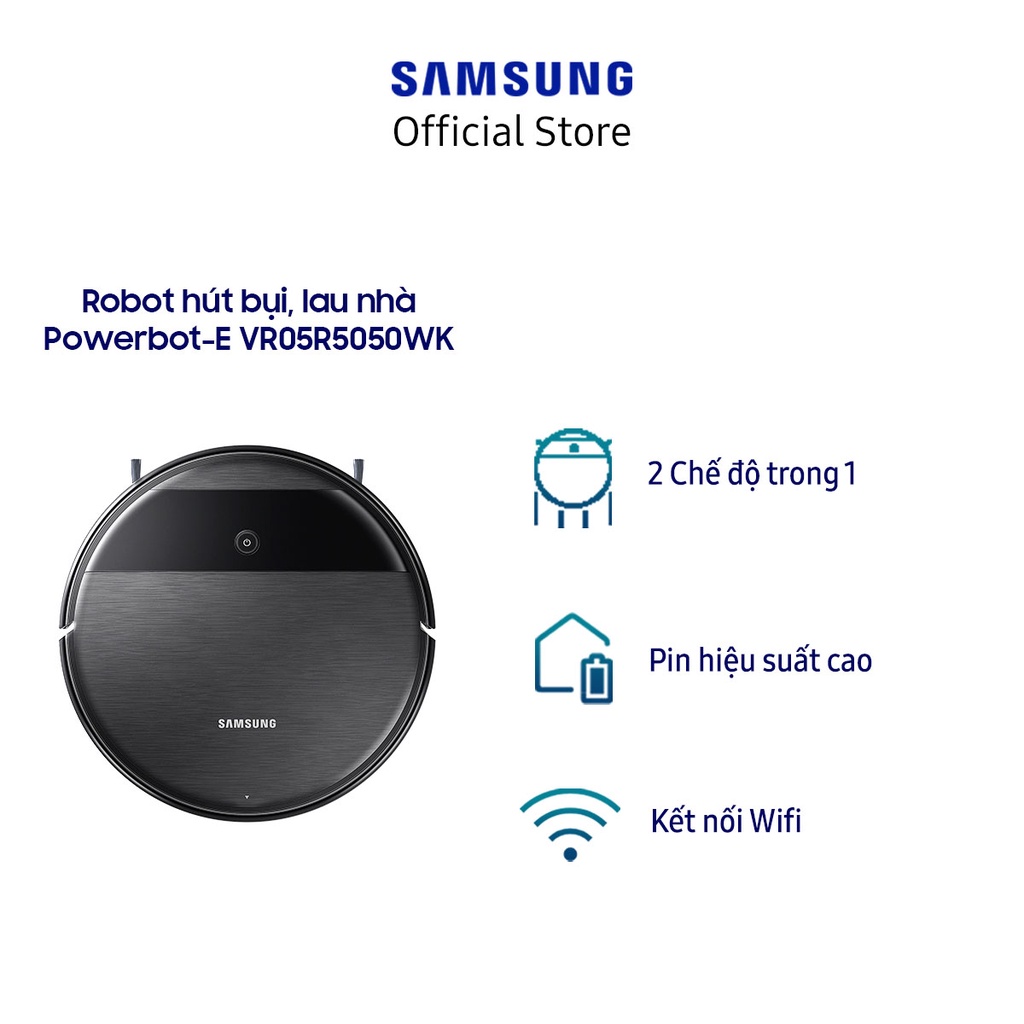 SAMSUNG
Official Store
Robot hút bụi, lau nhà
Powerbot-E VR05R5050WK
2 Chế độ trong 1
Pin hiệu suất cao
SAMSUNG
Kết nối Wifi